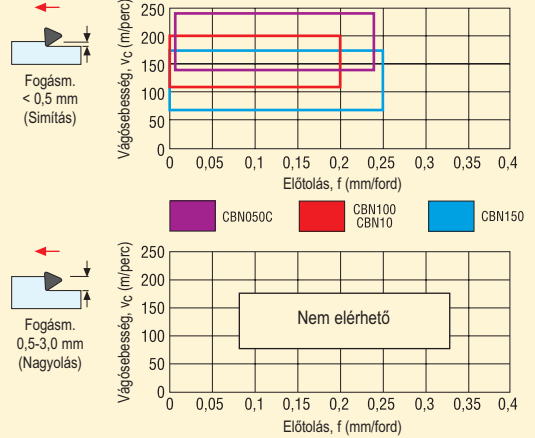 Fogásm.
< 0,5 mm
(Simítás)
Vágósebesség, vc (m/perc)
250
200
150
100
50
0
0 0,05 0,1 0,15 0,2 0,25 0,3 0,35 0,4
Előtolás, f (mm/ford)
CBN050C
CBN100
CBN10
CBN150
Fogásm.
0,5-3,0 mm
(Nagyolás)
Vágósebesség, vc (m/perc)
250
200
150
100
50
0
Nem elérhető
0 0,05 0,1 0,15 0,2 0,25 0,3 0,35 0,4
Előtolás, f (mm/ford)